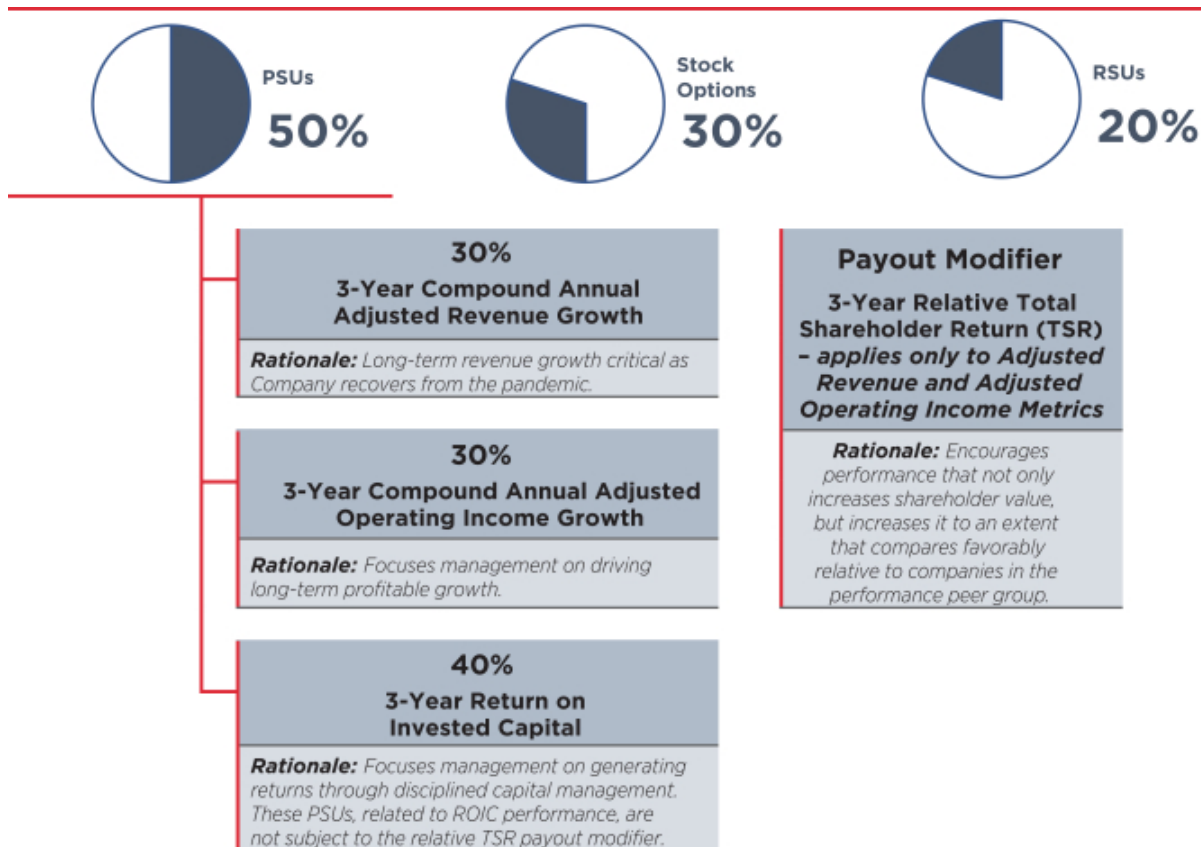 PSUs
50%
Stock
Options
30%
RSUs
20%
30%
3-Year Compound Annual
Adjusted Revenue Growth
Rationale: Long-term revenue growth critical as
Company recovers from the pandemic.
30%
3-Year Compound Annual Adjusted
Operating Income Growth
Rationale: Focuses management on driving
long-term profitable growth.
40%
3-Year Return on
Invested Capital
Rationale: Focuses management on generating
returns through disciplined capital management.
These PSUs, related to ROIC performance, are
not subject to the relative TSR payout modifier.
Payout Modifier
3-Year Relative Total
Shareholder Return (TSR)
– applies only to Adjusted
Revenue and Adjusted
Operating Income Metrics
Rationale: Encourages
performance that not only
increases shareholder value,
but increases it to an extent
that compares favorably
relative to companies in the
performance peer group.